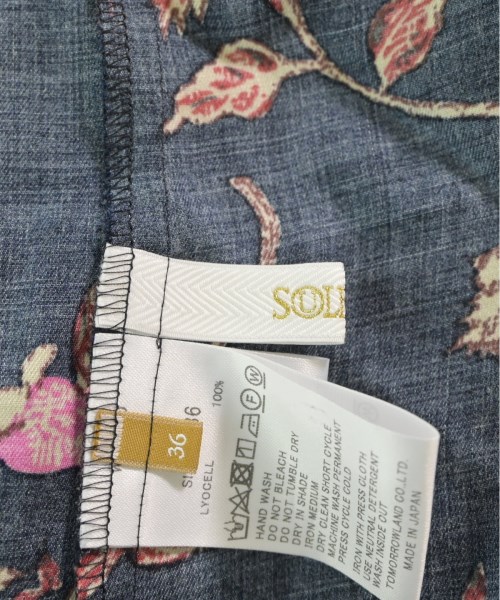 SOLI
36
6
LYOCELL 100%
HAND WASH
DO NOT BLEACH
DO NOT TUMBLE DRY
DRY IN SHADE
IRON MEDIUM
DRY CLEAN SHORT CYCLE
MACHINE WASH PERMANENT
PRESS CYCLE COLD
IRON WITH PRESS CLOTH
USE NEUTRAL DETERGENT
WASH INSIDE OUT
TOMORROWLAND CO.,LTD.
MADE IN JAPAN